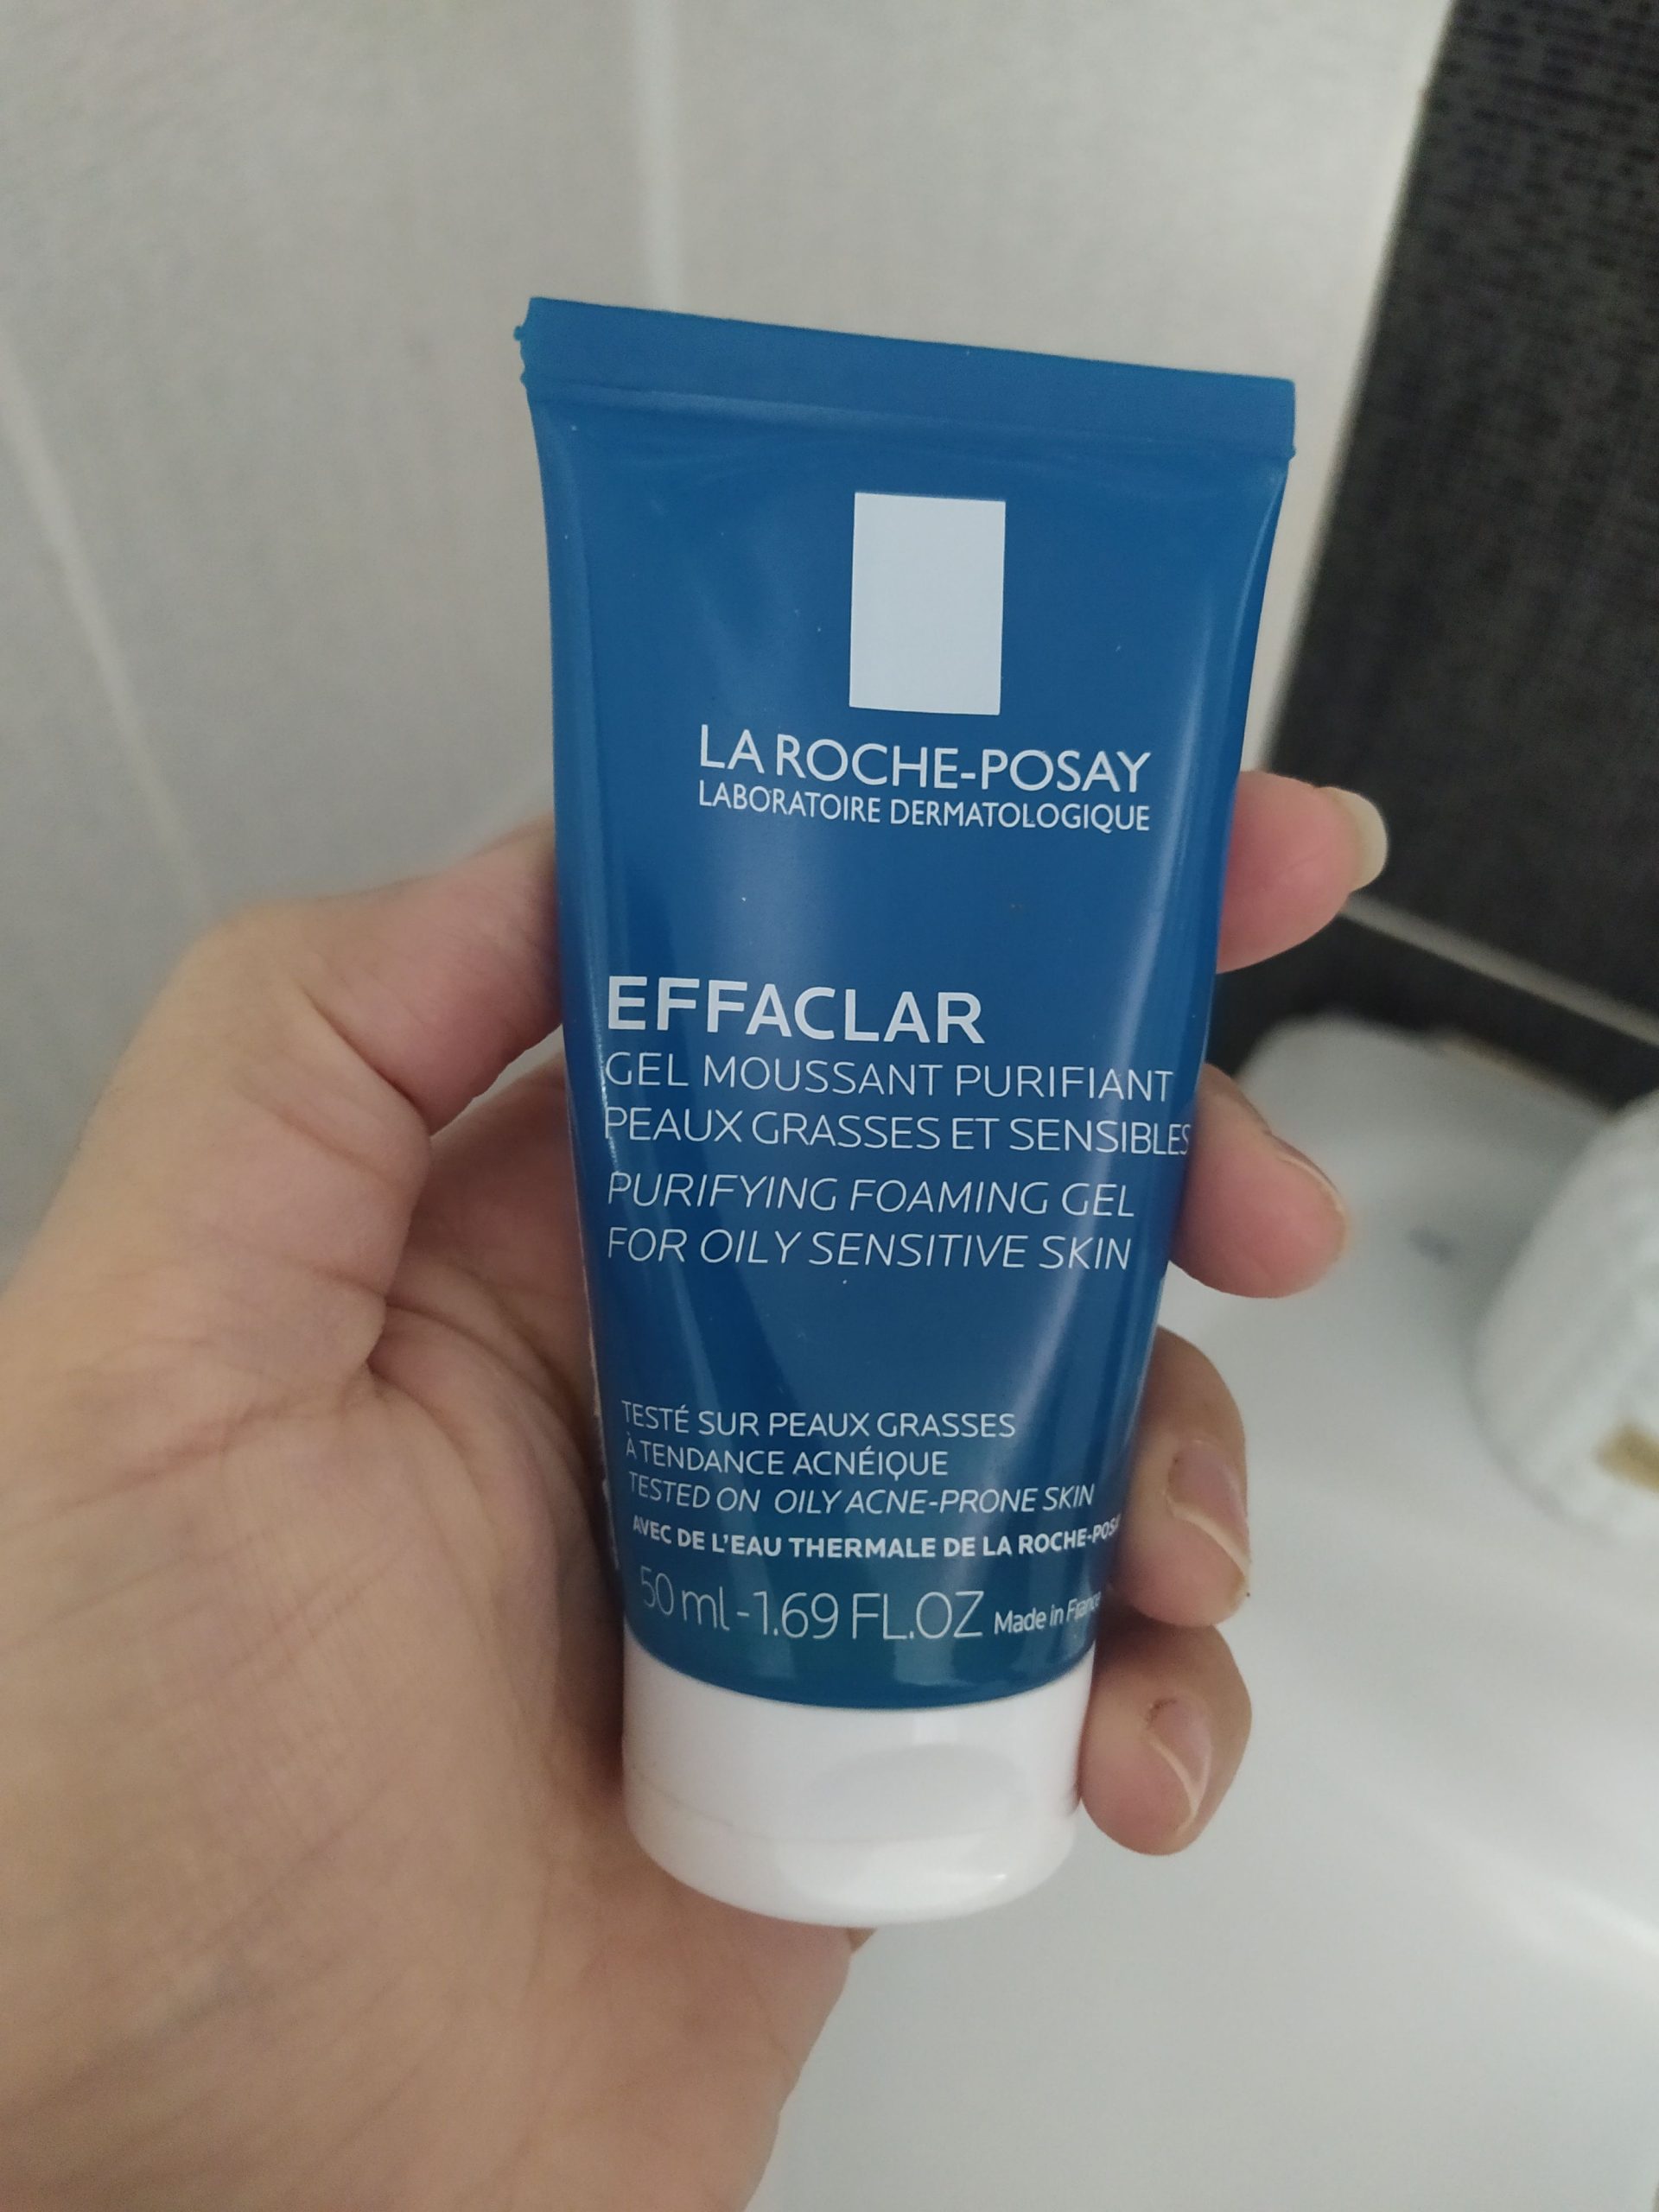 LA ROCHE-POSAY
LABORATOIRE DERMATOLOGIQUE
EFFACLAR
GEL MOUSSANT PURIFIANT
PEAUX GRASSES ET SENSIBLES
PURIFYING FOAMING GEL
FOR OILY SENSITIVE SKIN
TESTÉ SUR PEAUX GRASSES
À TENDANCE ACNÉIQUE
TESTED ON OILY ACNE-PRONE SKIN
AVEC DE L'EAU THERMALE DE LA ROCHE-POSA
50 ml - 1.69 FL.OZ Made in France